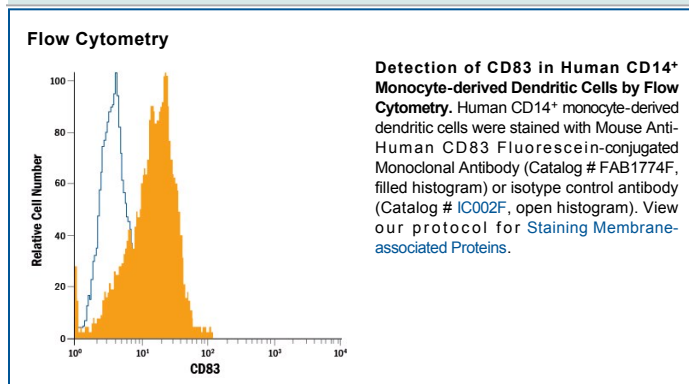 Flow Cytometry
Relative Cell Number
100
80
60
40
20
0
10⁰ 10¹ 10² 10³ 10⁴
CD83
Detection of CD83 in Human CD14⁺
Monocyte-derived Dendritic Cells by Flow
Cytometry. Human CD14⁺ monocyte-derived
dendritic cells were stained with Mouse Anti-
Human CD83 Fluorescein-conjugated
Monoclonal Antibody (Catalog # FAB1774F,
filled histogram) or isotype control antibody
(Catalog # IC002F, open histogram). View
our protocol for Staining Membrane-
associated Proteins.